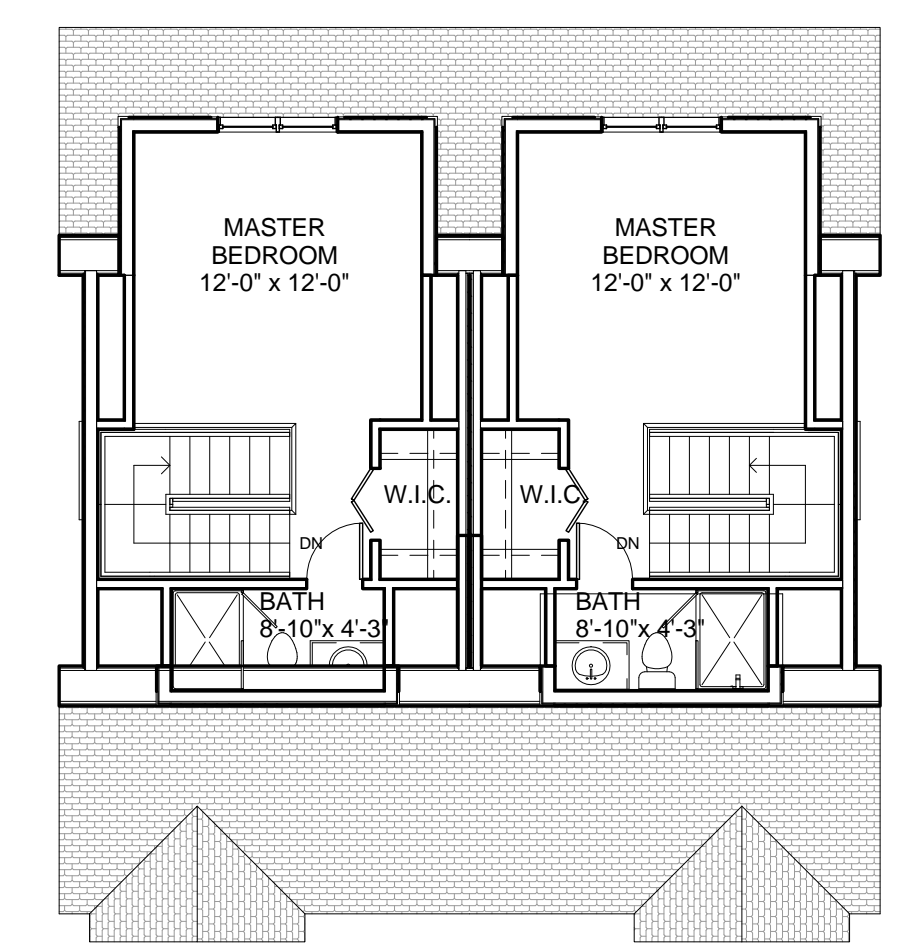 MASTER
BEDROOM
12'-0" x 12'-0"
MASTER
BEDROOM
12'-0" x 12'-0"
W.I.C.
W.I.C
DN
DN
BATH
8'-10"x 4'-3"
BATH
8'-10"x 4'-3"